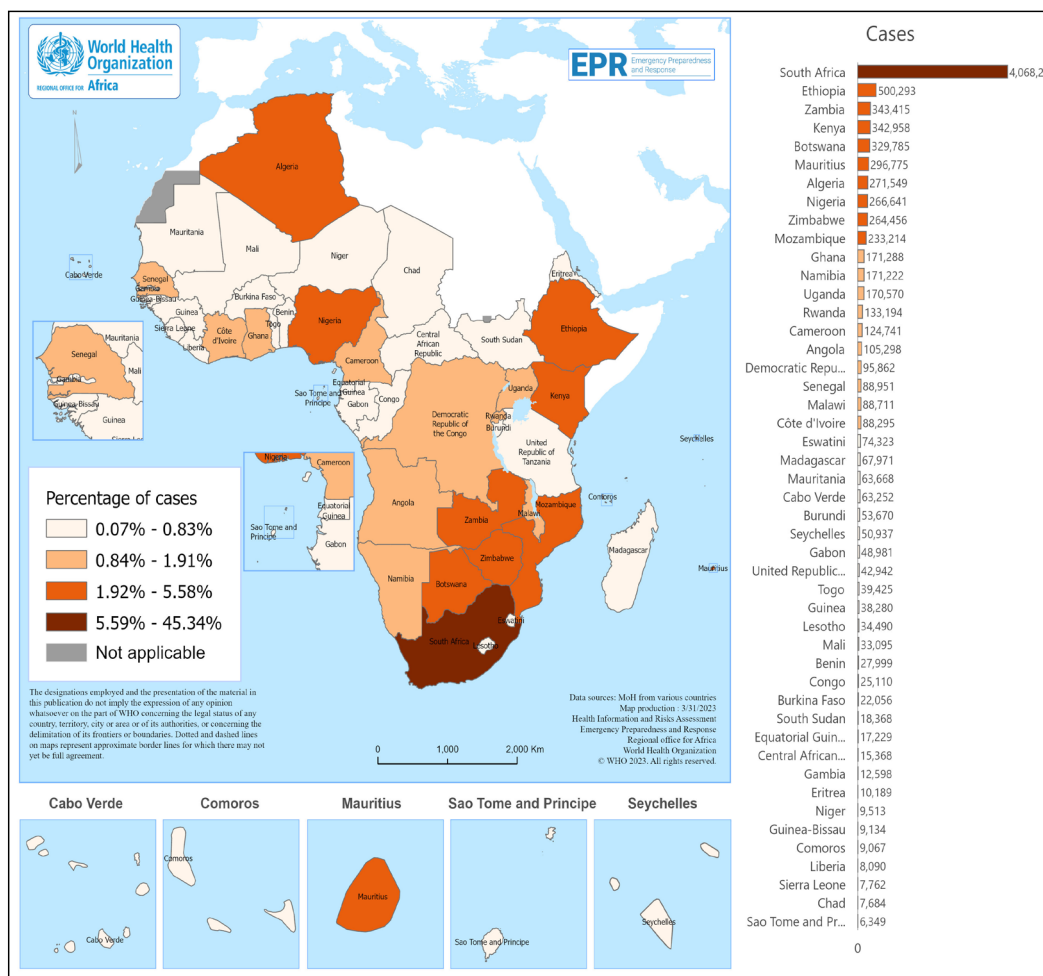 World Health
Organization
REGIONAL OFFICE FOR Africa
EPR
Emergency Preparedness
and Response
N
Algeria
Mauritania
Mali
Niger
Chad
Eritrea
Cabo Verde
Senegal
Gambia
Guinea-Bissau
Guinea
Burkina Faso
Benin
Togo
Sierra Leone
Liberia
Côte
d'Ivoire
Ghana
Nigeria
Cameroon
Central
African
Republic
South Sudan
Ethiopia
Uganda
Kenya
Sao Tome and
Principe
Equatorial
Guinea
Gabon
Congo
Democratic
Republic of
the Congo
Rwanda
Burundi
United
Republic of
Tanzania
Seychelles
Comoros
Angola
Zambia
Malawi
Mozambique
Zimbabwe
Namibia
Botswana
Madagascar
Mauritius
South Africa
Eswatini
Lesotho
Senegal
Mauritania
Mali
Gambia
Guinea-Bissau
Guinea
Sierra Leo
Nigeria
Cameroon
Equatorial
Guinea
Sao Tome and
Principe
Gabon
Percentage of cases
0.07% - 0.83%
0.84% - 1.91%
1.92% - 5.58%
5.59% - 45.34%
Not applicable
The designations employed and the presentation of the material in
this publication do not imply the expression of any opinion
whatsoever on the part of WHO concerning the legal status of any
country, territory, city or area or of its authorities, or concerning the
delimitation of its frontiers or boundaries. Dotted and dashed lines
on maps represent approximate border lines for which there may not
yet be full agreement.
Data sources: MoH from various countries
Map production : 3/31/2023
Health Information and Risks Assessment
Emergency Preparedness and Response
Regional office for Africa
World Health Organization
© WHO 2023. All rights reserved.
0 1,000 2,000 Km
Cabo Verde
Cabo Verde
Comoros
Comoros
Mauritius
Mauritius
Sao Tome and Principe
Sao Tome and Principe
Seychelles
Seychelles
Cases
South Africa 4,068,2
Ethiopia 500,293
Zambia 343,415
Kenya 342,958
Botswana 329,785
Mauritius 296,775
Algeria 271,549
Nigeria 266,641
Zimbabwe 264,456
Mozambique 233,214
Ghana 171,288
Namibia 171,222
Uganda 170,570
Rwanda 133,194
Cameroon 124,741
Angola 105,298
Democratic Repu... 95,862
Senegal 88,951
Malawi 88,711
Côte d'Ivoire 88,295
Eswatini 74,323
Madagascar 67,971
Mauritania 63,668
Cabo Verde 63,252
Burundi 53,670
Seychelles 50,937
Gabon 48,981
United Republic... 42,942
Togo 39,425
Guinea 38,280
Lesotho 34,490
Mali 33,095
Benin 27,999
Congo 25,110
Burkina Faso 22,056
South Sudan 18,368
Equatorial Guin... 17,229
Central African... 15,368
Gambia 12,598
Eritrea 10,189
Niger 9,513
Guinea-Bissau 9,134
Comoros 9,067
Liberia 8,090
Sierra Leone 7,762
Chad 7,684
Sao Tome and Pr... 6,349
0